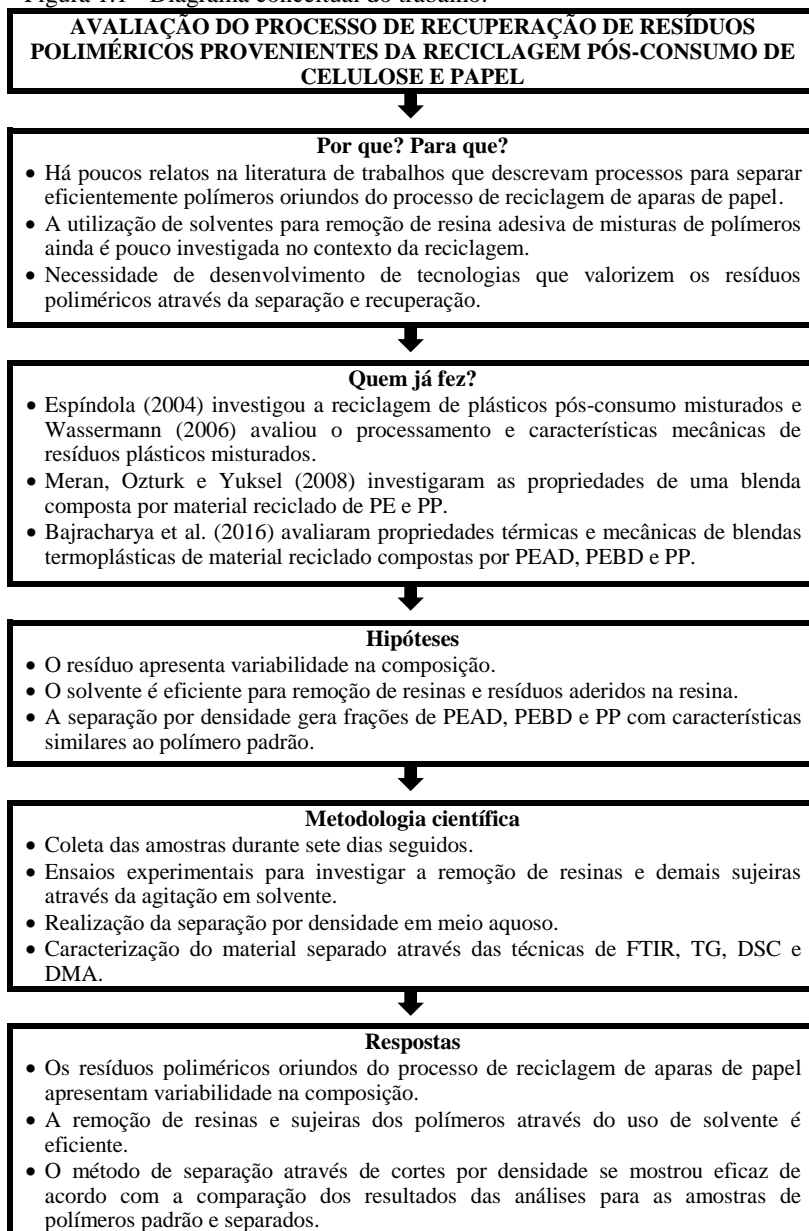 Figura 1.1 - Diagrama conceitual do trabalho.
AVALIAÇÃO DO PROCESSO DE RECUPERAÇÃO DE RESÍDUOS
POLIMÉRICOS PROVENIENTES DA RECICLAGEM PÓS-CONSUMO DE
CELULOSE E PAPEL
Por que? Para que?
• Há poucos relatos na literatura de trabalhos que descrevam processos para separar
eficientemente polímeros oriundos do processo de reciclagem de aparas de papel.
• A utilização de solventes para remoção de resina adesiva de misturas de polímeros
ainda é pouco investigada no contexto da reciclagem.
• Necessidade de desenvolvimento de tecnologias que valorizem os resíduos
poliméricos através da separação e recuperação.
Quem já fez?
• Espíndola (2004) investigou a reciclagem de plásticos pós-consumo misturados e
Wassermann (2006) avaliou o processamento e características mecânicas de
resíduos plásticos misturados.
• Meran, Ozturk e Yuksel (2008) investigaram as propriedades de uma blenda
composta por material reciclado de PE e PP.
• Bajracharya et al. (2016) avaliaram propriedades térmicas e mecânicas de blendas
termoplásticas de material reciclado compostas por PEAD, PEBD e PP.
Hipóteses
• O resíduo apresenta variabilidade na composição.
• O solvente é eficiente para remoção de resinas e resíduos aderidos na resina.
• A separação por densidade gera frações de PEAD, PEBD e PP com características
similares ao polímero padrão.
Metodologia científica
• Coleta das amostras durante sete dias seguidos.
• Ensaios experimentais para investigar a remoção de resinas e demais sujeiras
através da agitação em solvente.
• Realização da separação por densidade em meio aquoso.
• Caracterização do material separado através das técnicas de FTIR, TG, DSC e
DMA.
Respostas
• Os resíduos poliméricos oriundos do processo de reciclagem de aparas de papel
apresentam variabilidade na composição.
• A remoção de resinas e sujeiras dos polímeros através do uso de solvente é
eficiente.
• O método de separação através de cortes por densidade se mostrou eficaz de
acordo com a comparação dos resultados das análises para as amostras de
polímeros padrão e separados.